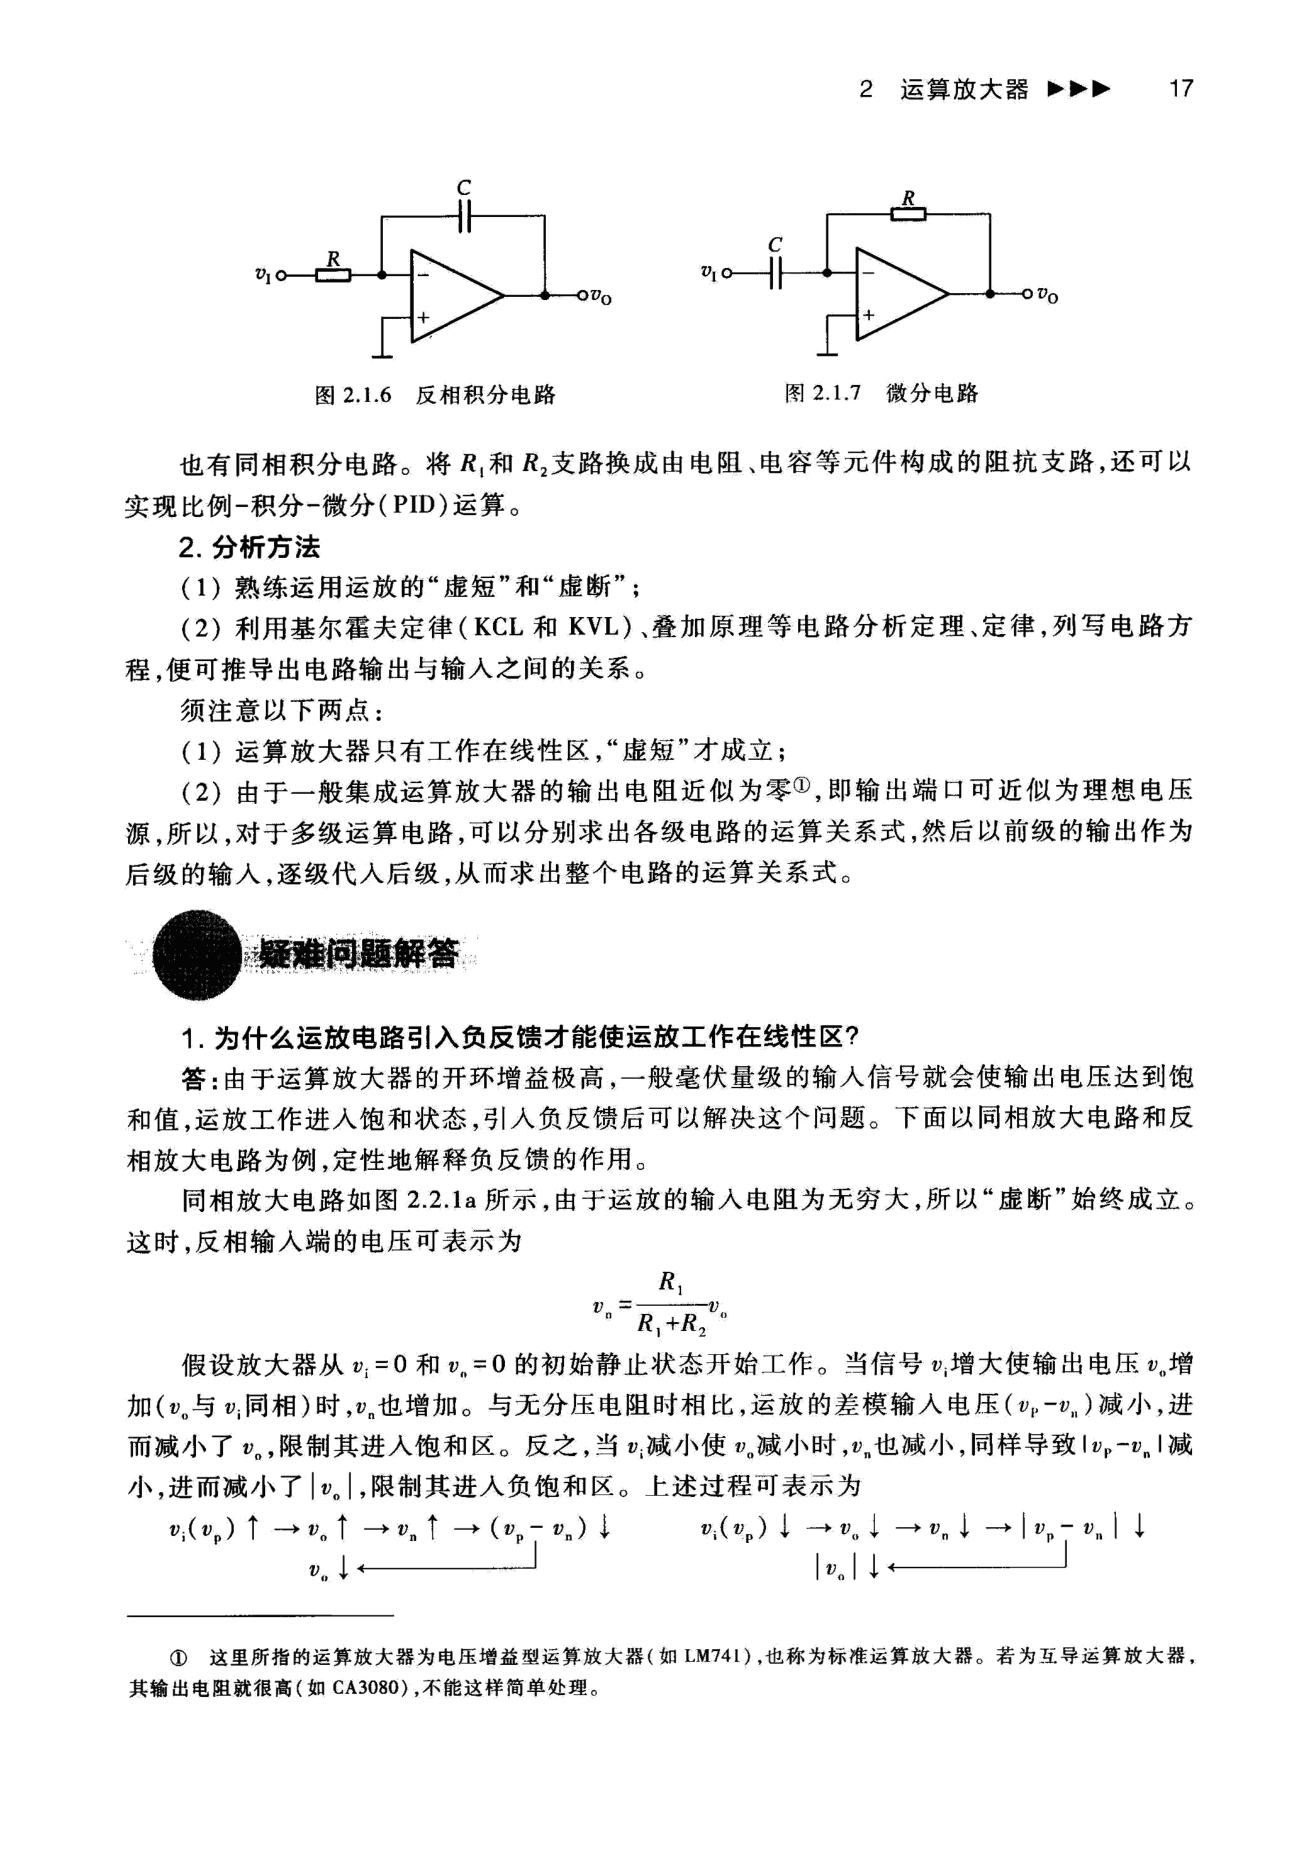 2 运算放大器 ▶▶▶ 17
C
R
v_I
−
+
v_O
R
C
v_I
−
+
v_O
图 2.1.6 反相积分电路
图 2.1.7 微分电路
也有同相积分电路。将 R₁和 R₂支路换成由电阻、电容等元件构成的阻抗支路,还可以
实现比例-积分-微分(PID)运算。
2. 分析方法
(1) 熟练运用运放的“虚短”和“虚断”;
(2) 利用基尔霍夫定律(KCL 和 KVL)、叠加原理等电路分析定理、定律,列写电路方
程,便可推导出电路输出与输入之间的关系。
须注意以下两点:
(1) 运算放大器只有工作在线性区,“虚短”才成立;
(2) 由于一般集成运算放大器的输出电阻近似为零①,即输出端口可近似为理想电压
源,所以,对于多级运算电路,可以分别求出各级电路的运算关系式,然后以前级的输出作为
后级的输入,逐级代入后级,从而求出整个电路的运算关系式。
疑难问题解答
1. 为什么运放电路引入负反馈才能使运放工作在线性区?
答:由于运算放大器的开环增益极高,一般毫伏量级的输入信号就会使输出电压达到饱
和值,运放工作进入饱和状态,引入负反馈后可以解决这个问题。下面以同相放大电路和反
相放大电路为例,定性地解释负反馈的作用。
同相放大电路如图 2.2.1a 所示,由于运放的输入电阻为无穷大,所以“虚断”始终成立。
这时,反相输入端的电压可表示为
v_n = R₁/(R₁+R₂) v_o
假设放大器从 v_i=0 和 v_n=0 的初始静止状态开始工作。当信号 v_i增大使输出电压 v_o增
加(v_o与 v_i同相)时,v_n也增加。与无分压电阻时相比,运放的差模输入电压(v_P-v_n)减小,进
而减小了 v_o,限制其进入饱和区。反之,当 v_i减小使 v_o减小时,v_n也减小,同样导致|v_P-v_n|减
小,进而减小了|v_o|,限制其进入负饱和区。上述过程可表示为
v_i(v_p)↑ → v_o↑ → v_n↑ → (v_p - v_n)↓ v_i(v_p)↓ → v_o↓ → v_n↓ → |v_p - v_n|↓
v_o↓← |v_o|↓←
① 这里所指的运算放大器为电压增益型运算放大器(如 LM741),也称为标准运算放大器。若为互导运算放大器,
其输出电阻就很高(如 CA3080),不能这样简单处理。